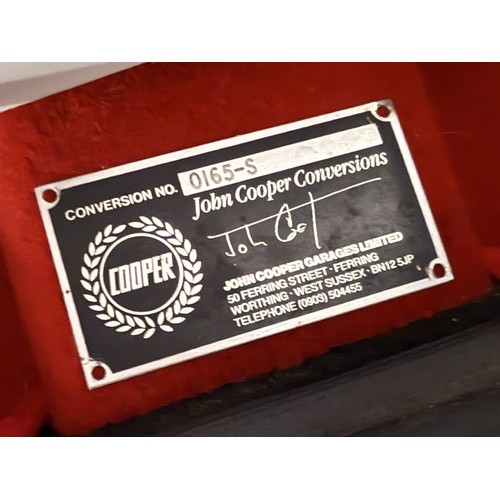 CONVERSION NO. 0165-S
John Cooper Conversions
COOPER
John Cooper
JOHN COOPER GARAGES LIMITED
50 FERRING STREET · FERRING
WORTHING · WEST SUSSEX · BN12 5JP
TELEPHONE (0903) 504455